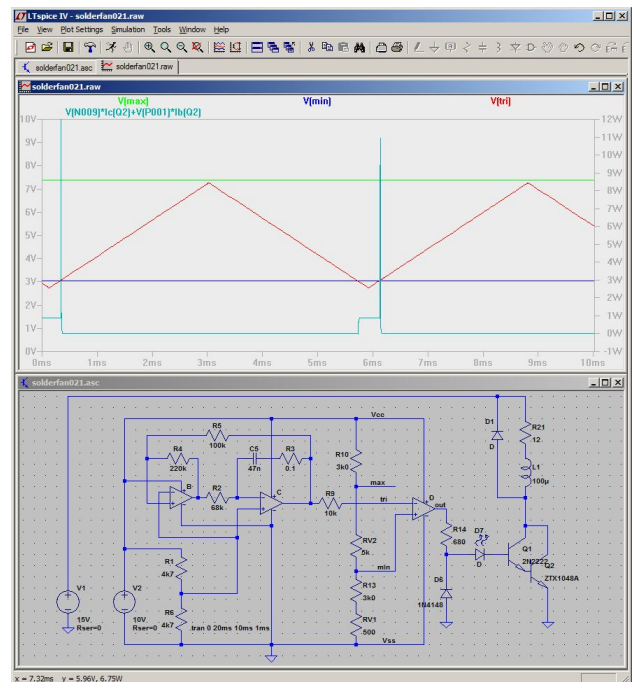 LTspice IV - solderfan021.raw
File View Plot Settings Simulation Tools Window Help
solderfan021.asc solderfan021.raw
solderfan021.raw
V(max) V(min) V(tri)
V(N009)*Ic(Q2)+V(P001)*Ib(Q2)
10V 12W
11W
9V 10W
9W
8V 8W
7V 7W
6V 6W
5V 5W
4V 4W
3V 3W
2V 2W
1V 1W
0W
0V -1W
0ms 1ms 2ms 3ms 4ms 5ms 6ms 7ms 8ms 9ms 10ms
solderfan021.asc
Vcc
R5
100k
R4
220k
C5
47n
R3
0.1
R10
3k0
D1
D
R21
12
L1
100µ
B
R2
68k
C
R9
10k
max
tri
D
out
RV2
5k
min
R14
680
D7
D
Q1
2N2222
Q2
ZTX1048A
R1
4k7
R13
3k0
D6
1N4148
V1
15V
Rser=0
V2
10V
Rser=0
R6
4k7
.tran 0 20ms 10ms 1ms
RV1
500
Vss
x = 7.32ms y = 5.96V, 6.75W